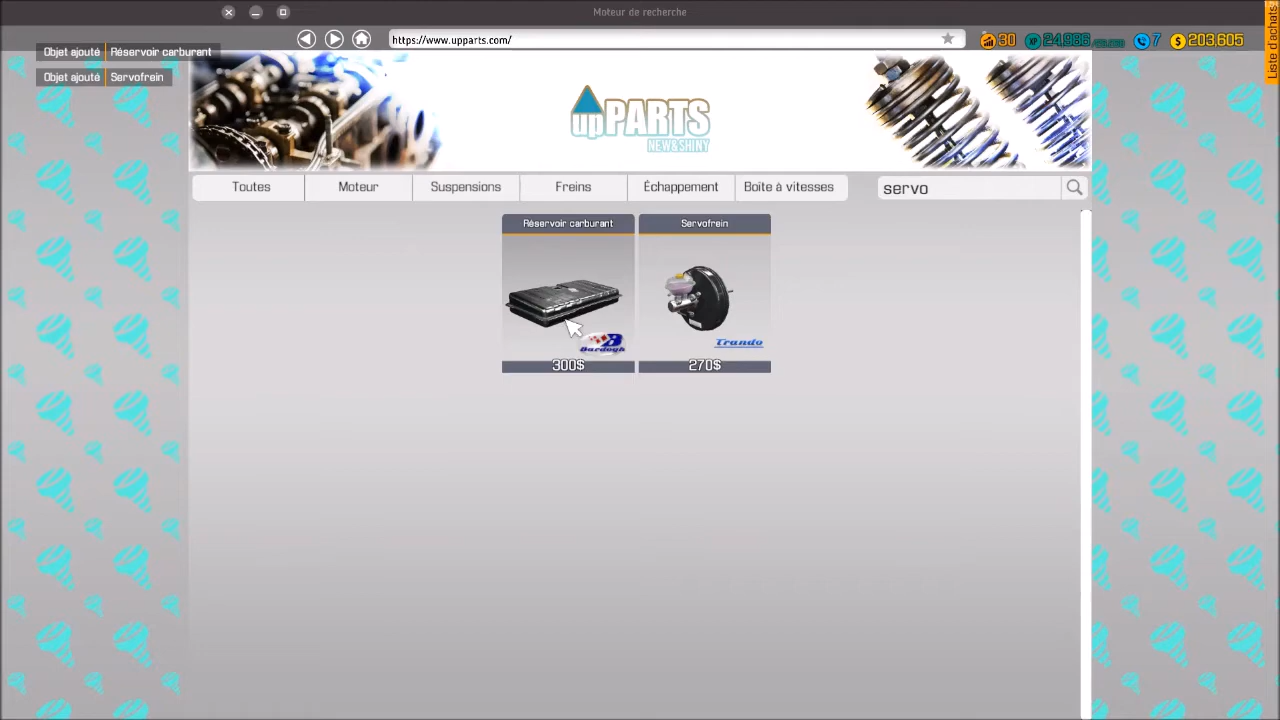 Moteur de recherche
https://www.upparts.com/
30
24,986
7
$ 203,605
Liste d'achats
Objet ajouté Réservoir carburant
Objet ajouté Servofrein
upPARTS
NEW&SHINY
Toutes
Moteur
Suspensions
Freins
Échappement
Boîte à vitesses
servo
Réservoir carburant
Servofrein
Trando
300$
270$